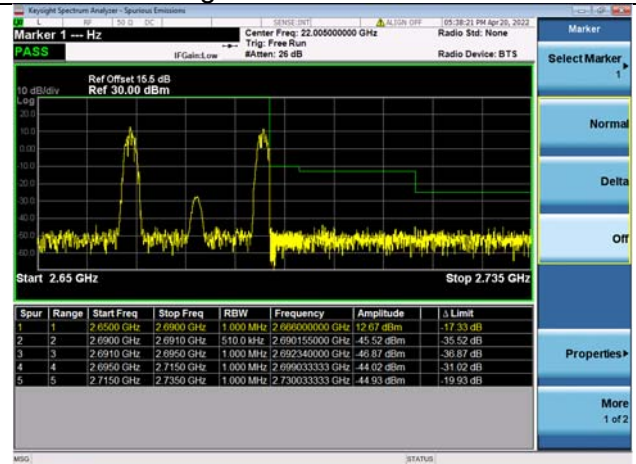 Keysight Spectrum Analyzer - Spurious Emissions
L RF 50 Ω DC SENSE:INT ALIGN OFF 05:38:21 PM Apr 20, 2022
Marker 1 --- Hz
Center Freq: 22.005000000 GHz
Radio Std: None
Trig: Free Run
PASS
IFGain:Low
#Atten: 26 dB
Radio Device: BTS
Ref Offset 15.5 dB
10 dB/div Ref 30.00 dBm
Log
20.0
10.0
0.00
-10.0
-20.0
-30.0
-40.0
-50.0
-60.0
Start 2.65 GHz Stop 2.735 GHz
Spur Range Start Freq Stop Freq RBW Frequency Amplitude Δ Limit
1 1 2.6500 GHz 2.6900 GHz 1.000 MHz 2.666000000 GHz 12.67 dBm -17.33 dB
2 2 2.6900 GHz 2.6910 GHz 510.0 kHz 2.690155000 GHz -45.52 dBm -35.52 dB
3 3 2.6910 GHz 2.6950 GHz 1.000 MHz 2.692340000 GHz -46.87 dBm -36.87 dB
4 4 2.6950 GHz 2.7150 GHz 1.000 MHz 2.699033333 GHz -44.02 dBm -31.02 dB
5 5 2.7150 GHz 2.7350 GHz 1.000 MHz 2.730033333 GHz -44.93 dBm -19.93 dB
MSG STATUS
Marker
Select Marker
1
Normal
Delta
Off
Properties
More
1 of 2